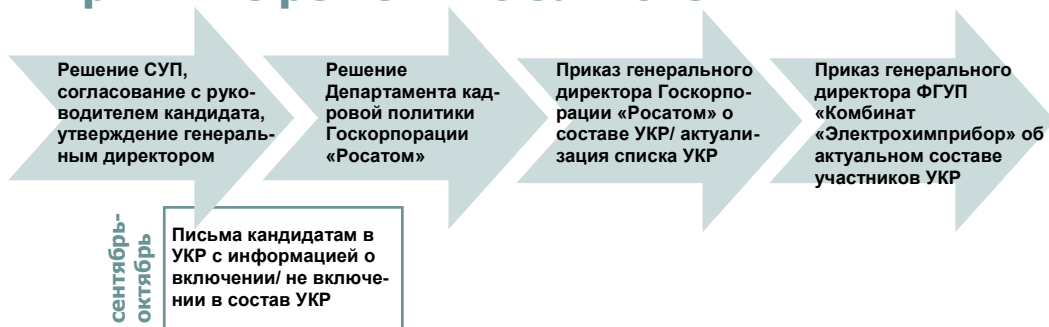 Решение СУП,
согласование с руко-
водителем кандидата,
утверждение генераль-
ным директором
Решение
Департамента кад-
ровой политики
Госкорпорации
«Росатом»
Приказ генерального
директора Госкорпо-
рации «Росатом» о
составе УКР/ актуали-
зация списка УКР
Приказ генерального
директора ФГУП
«Комбинат
«Электрохимприбор» об
актуальном составе
участников УКР
сентябрь-
октябрь
Письма кандидатам в
УКР с информацией о
включении/ не включе-
нии в состав УКР